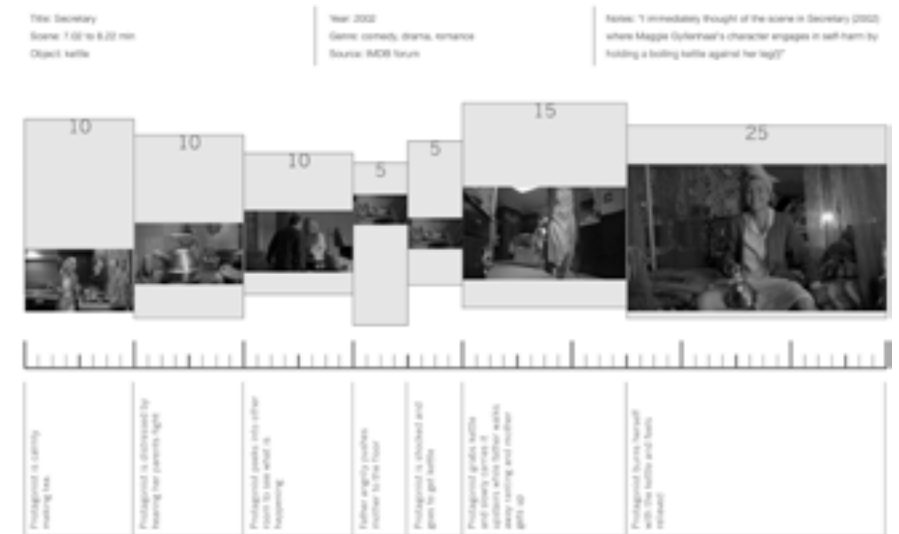 Title: Secretary
Scene: 7.02 to 8.22 min
Object: kettle
Year: 2002
Genre: comedy, drama, romance
Source: IMDB forum
Notes: "I immediately thought of the scene in Secretary (2002)
where Maggie Gyllenhaal's character engages in self-harm by
holding a boiling kettle against her leg()"
10
10
10
5
5
15
25
Protagonist is calmly
making tea.
Protagonist is distressed by
hearing her parents fight
Protagonist peeks into other
room to see what is
happening
Father angrily pushes
mother to the floor
Protagonist is shocked and
goes to get kettle
Protagonist grabs kettle
and slowly carries it
upstairs while father walks
away ranting and mother
gets up
Protagonist burns herself
with the kettle and feels
released